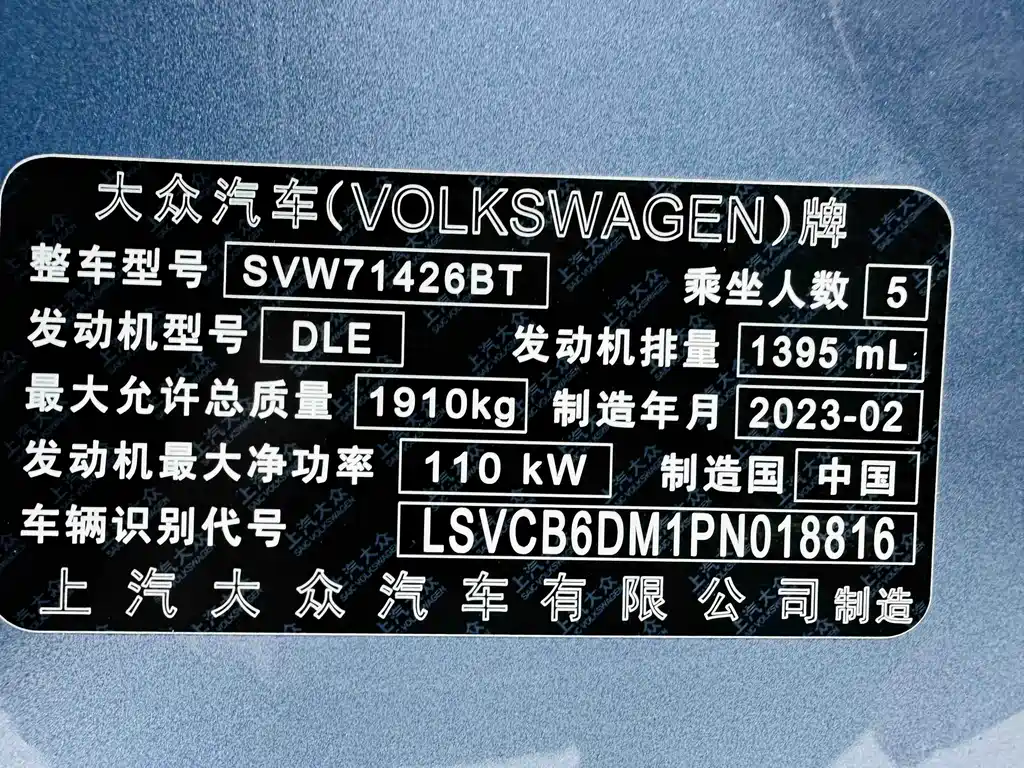 大众汽车(VOLKSWAGEN)牌
整车型号 SVW71426BT 乘坐人数 5
发动机型号 DLE 发动机排量 1395 mL
最大允许总质量 1910kg 制造年月 2023-02
发动机最大净功率 110 kW 制造国 中国
车辆识别代号 LSVCB6DM1PN018816
上汽大众汽车有限公司制造